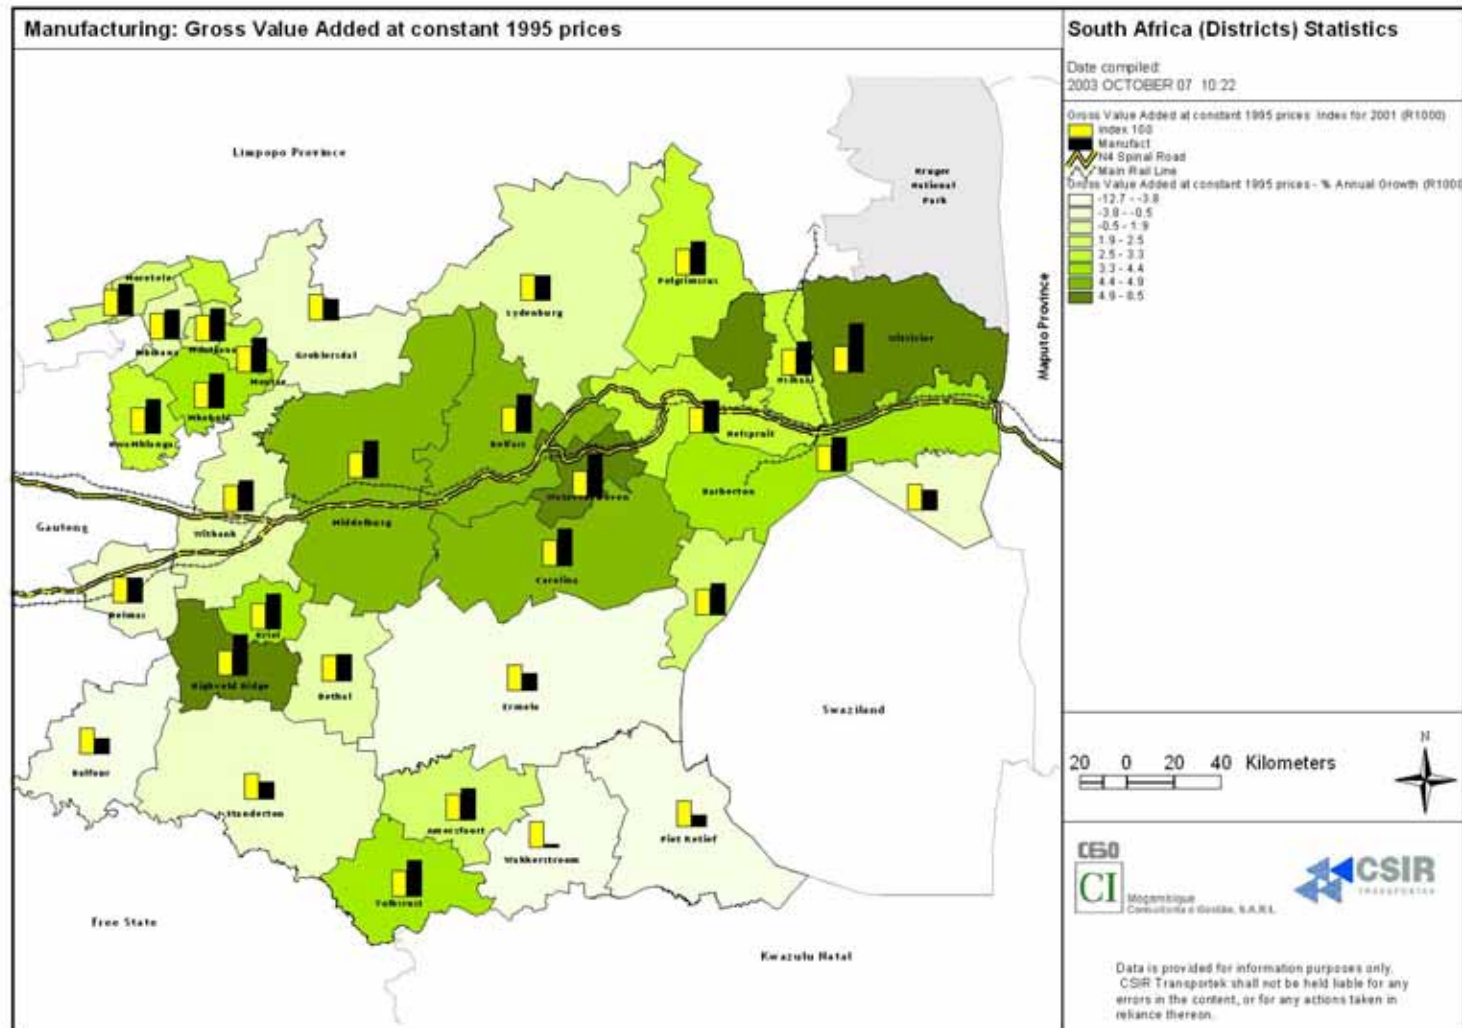 Manufacturing: Gross Value Added at constant 1995 prices
South Africa (Districts) Statistics
Date compiled:
2003 OCTOBER 07 10:22
Gross Value Added at constant 1995 prices: Index for 2001 (R1000)
Index 100
Manufact
N4 Spinal Road
Main Rail Line
Gross Value Added at constant 1995 prices - % Annual Growth (R1000
-12.7 - -3.8
-3.8 - -0.5
-0.5 - 1.9
1.9 - 2.5
2.5 - 3.3
3.3 - 4.4
4.4 - 4.9
Limpopo Province
Kruger
National
Park
Maputo Province
Moretele
Pelgrimsrus
Lydenburg
Groblersdal
Belfast
Nelspruit
Barberton
Gauteng
Witbank
Middelburg
Carolina
Delmas
Kriel
Highveld Ridge
Bethal
Ermelo
Swaziland
Balfour
Standerton
Amersfoort
Wakkerstroom
Piet Retief
Volksrust
Free State
Kwazulu Natal
N
20 0 20 40 Kilometers
CI
Moçambique
Consultoria e Gestão, S.A.R.L.
CSIR
TRANSPORTEK
Data is provided for information purposes only.
CSIR Transportek shall not be held liable for any
errors in the content, or for any actions taken in
reliance thereon.